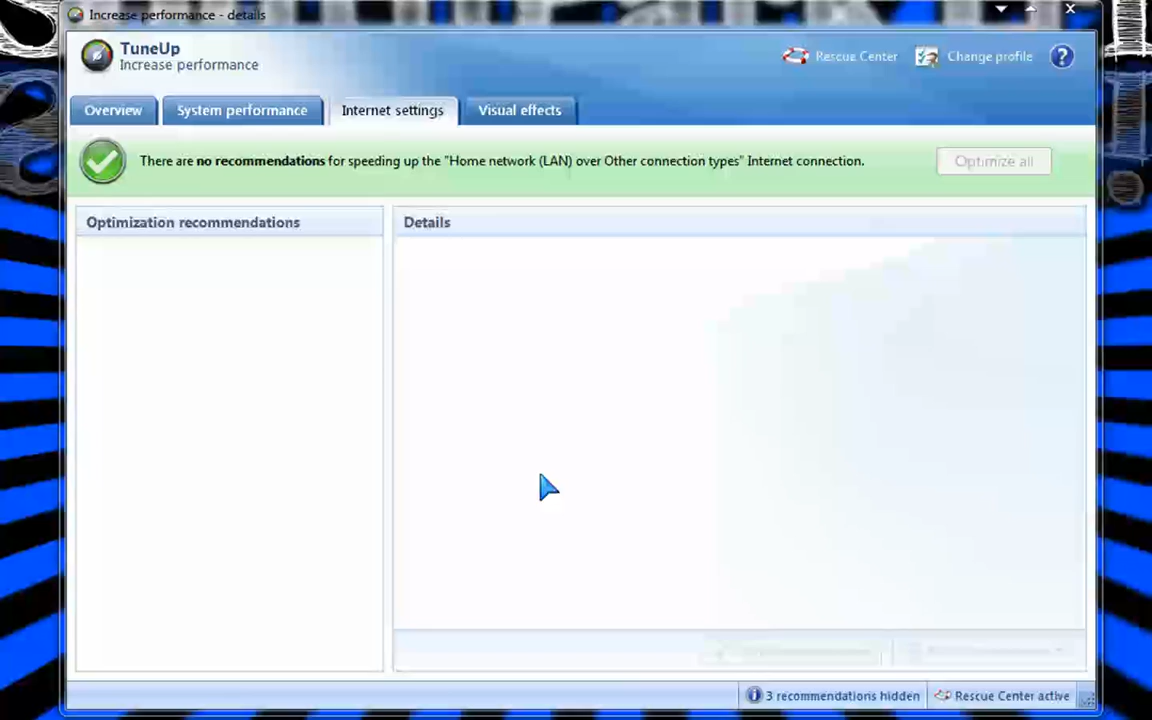 Increase performance - details
TuneUp
Increase performance
Rescue Center
Change profile
?
Overview
System performance
Internet settings
Visual effects
There are no recommendations for speeding up the "Home network (LAN) over Other connection types" Internet connection.
Optimize all
Optimization recommendations
Details
3 recommendations hidden
Rescue Center active